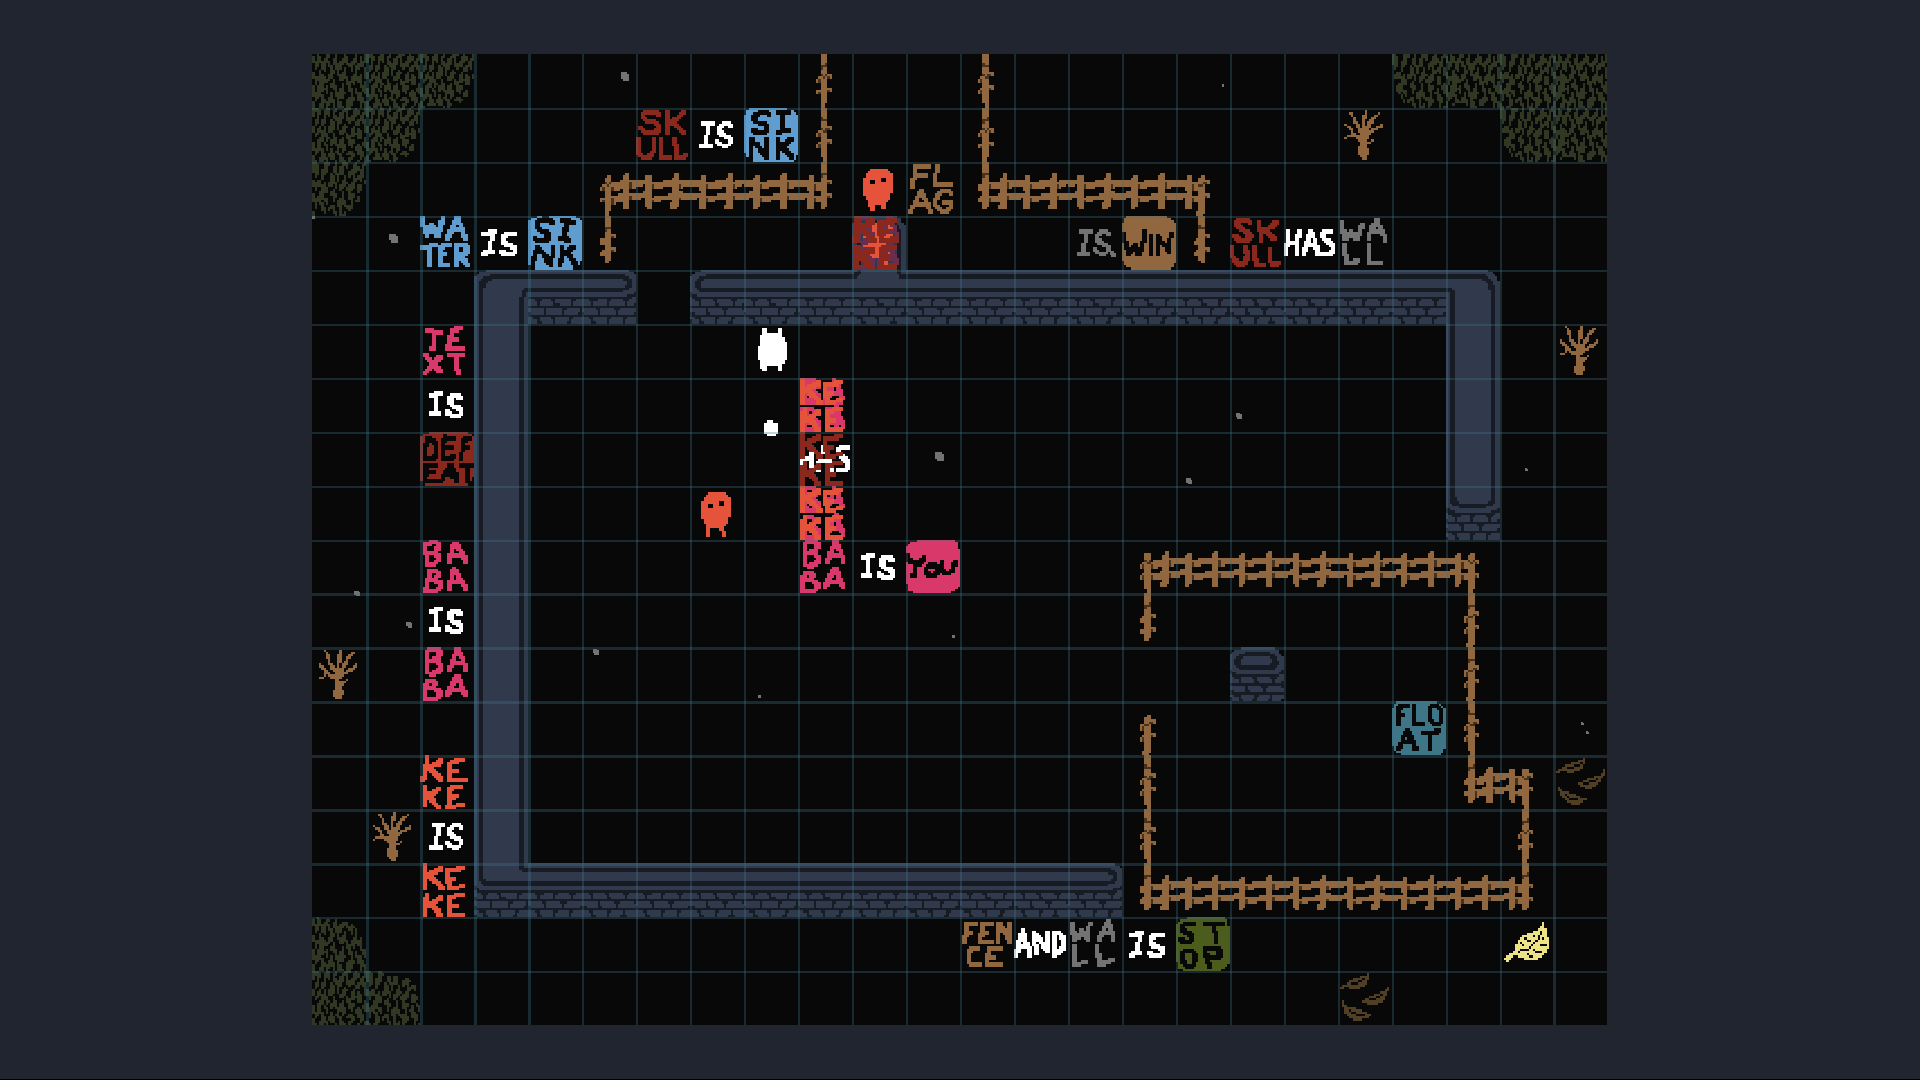 SKULL IS SINK
FLAG
WATER IS SINK
IS WIN
SKULL HAS WALL
TEXT
IS
DEFEAT
BABA IS YOU
BABA
IS
BABA
FLOAT
KEKE
IS
KEKE
FENCE AND WALL IS STOP